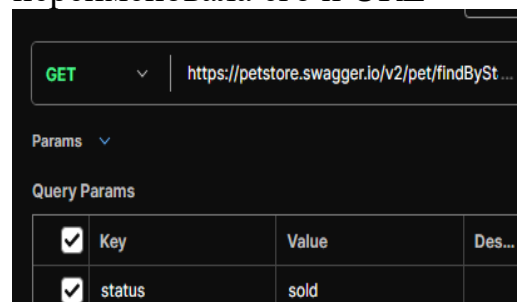 GET https://petstore.swagger.io/v2/pet/findBySt...
Params
Query Params
Key Value Des...
status sold